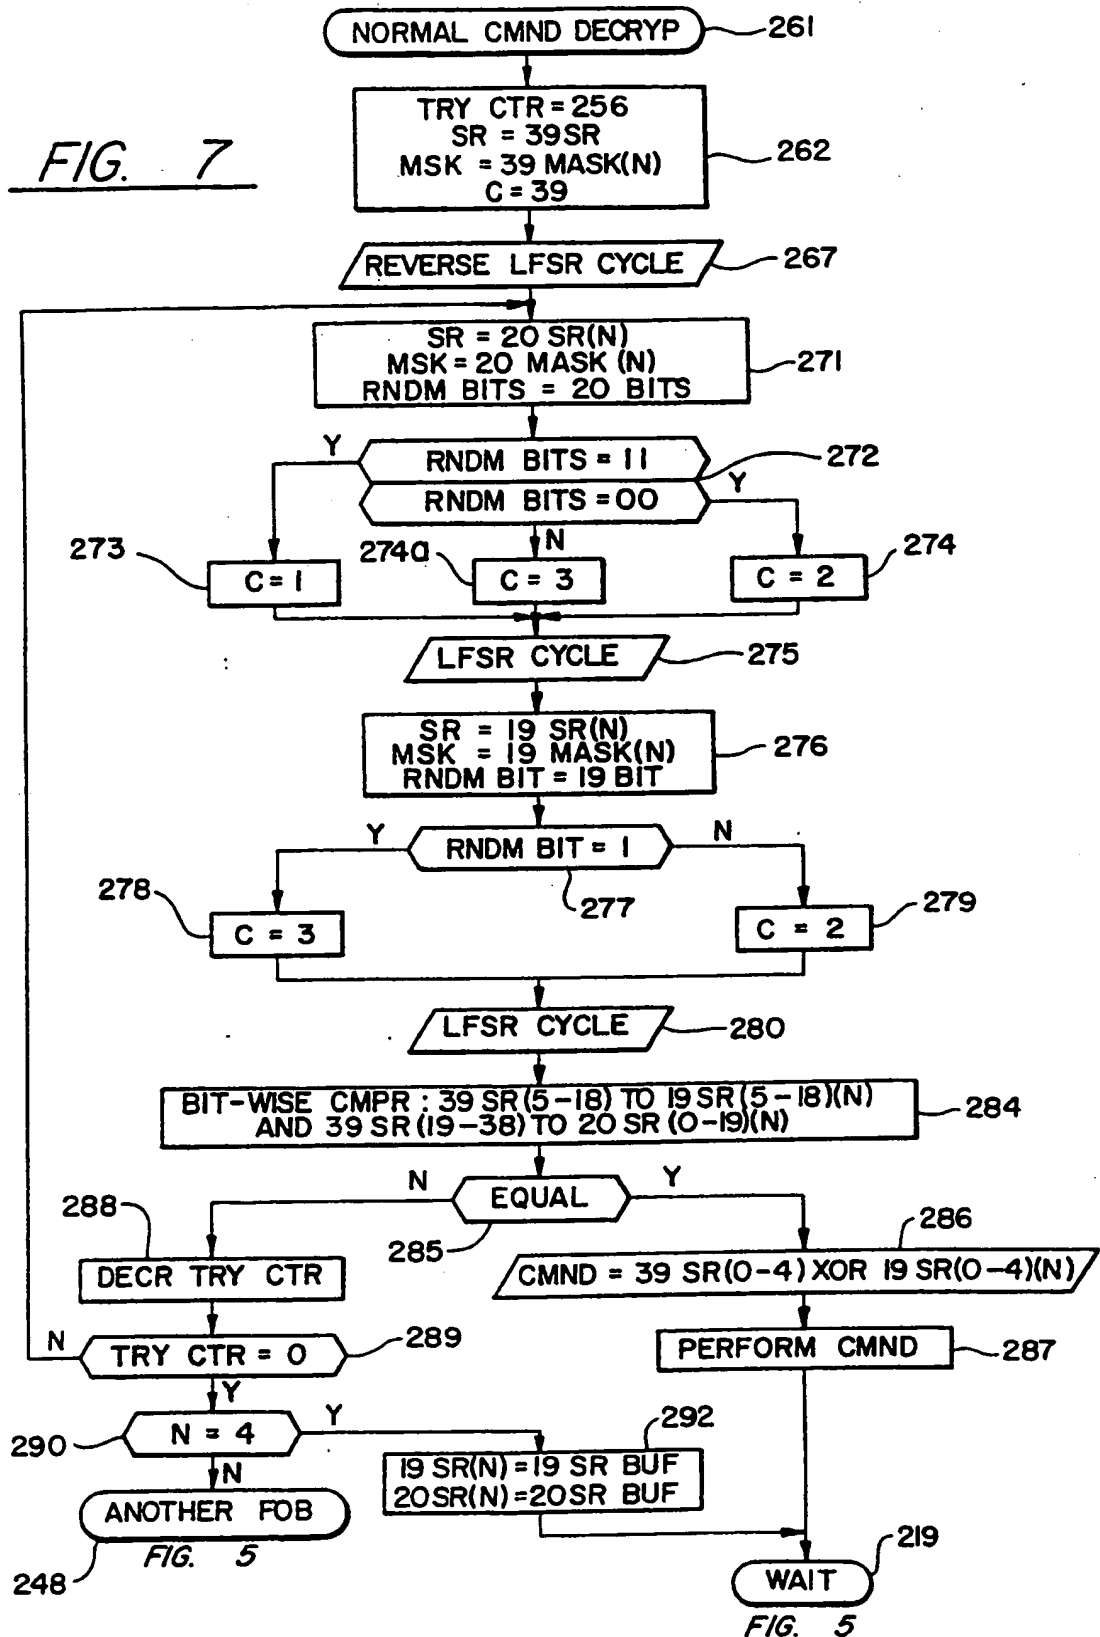 NORMAL CMND DECRYP
261
TRY CTR = 256
SR = 39SR
MSK = 39 MASK(N)
C = 39
262
FIG. 7
REVERSE LFSR CYCLE
267
SR = 20 SR(N)
MSK = 20 MASK (N)
RNDM BITS = 20 BITS
271
Y
RNDM BITS = 11
272
RNDM BITS = 00
Y
N
273
274a
274
C = 1
C = 3
C = 2
LFSR CYCLE
275
SR = 19 SR(N)
MSK = 19 MASK(N)
RNDM BIT = 19 BIT
276
Y
RNDM BIT = 1
N
277
278
279
C = 3
C = 2
LFSR CYCLE
280
BIT-WISE CMPR : 39 SR(5-18) TO 19 SR(5-18)(N)
AND 39 SR(19-38) TO 20 SR (0-19)(N)
284
N
EQUAL
Y
285
288
286
DECR TRY CTR
CMND = 39 SR(0-4) XOR 19 SR(0-4)(N)
N
TRY CTR = 0
289
PERFORM CMND
287
Y
290
N = 4
Y
292
N
19 SR(N) = 19 SR BUF
20SR(N) = 20SR BUF
ANOTHER FOB
248
FIG. 5
219
WAIT
FIG. 5